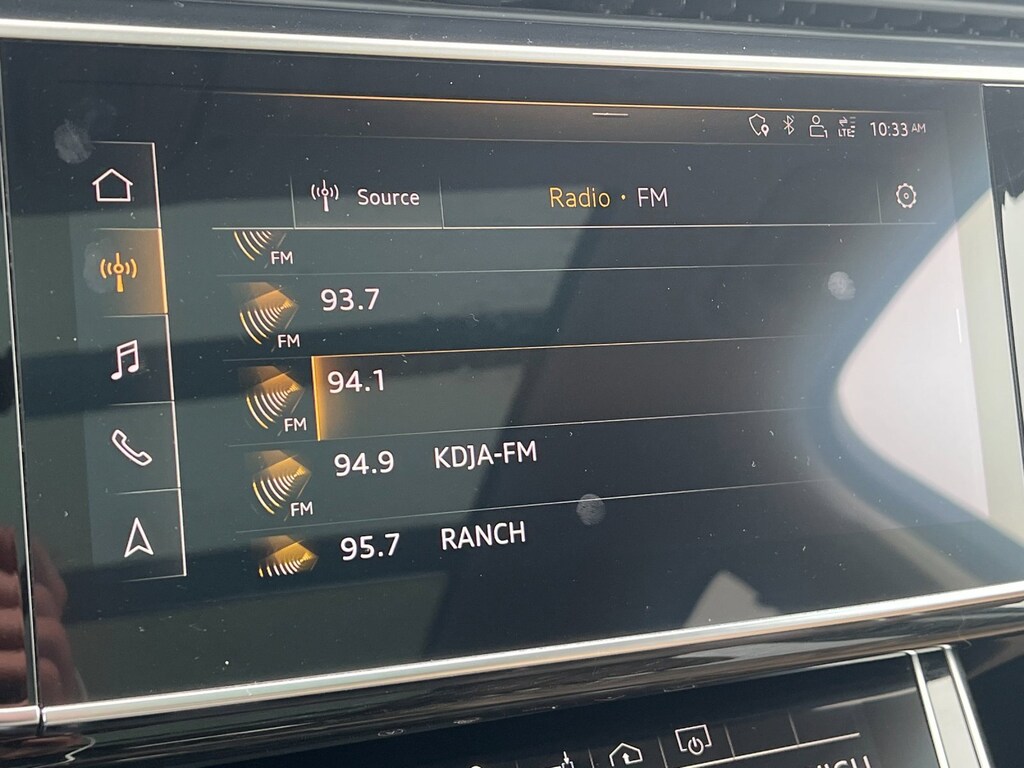 LTE 10:33 AM
Source Radio • FM
FM
93.7
FM
94.1
FM
94.9 KDJA-FM
FM
95.7 RANCH